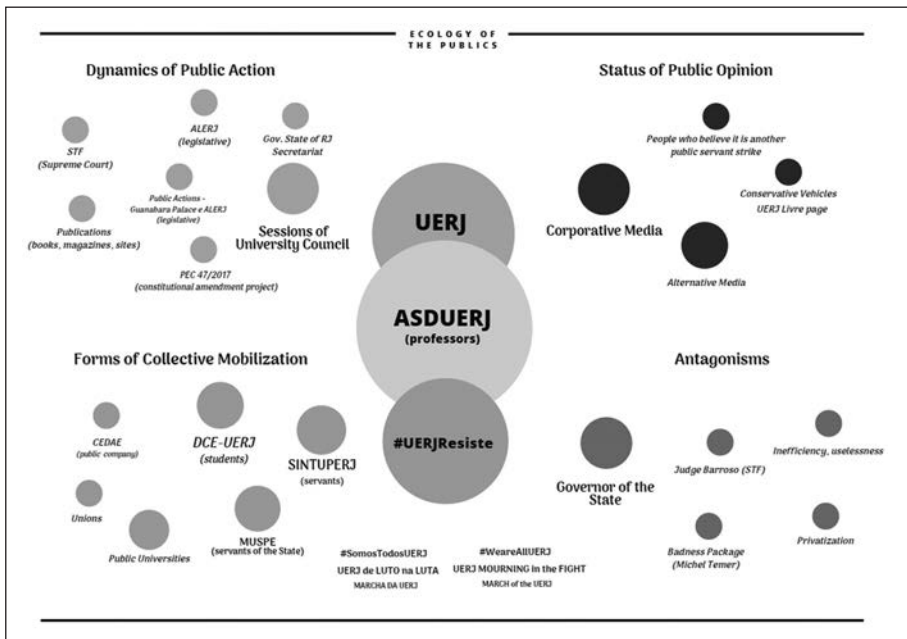 ECOLOGY OF
THE PUBLICS
Dynamics of Public Action
STF
(Supreme Court)
ALERJ
(legislative)
Gov. State of RJ
Secretariat
Publications
(books, magazines, sites)
Public Actions -
Guanabara Palace e ALERJ
(legislative)
Sessions of
University Council
PEC 47/2017
(constitutional amendment project)
Status of Public Opinion
People who believe it is another
public servant strike
Corporative Media
Conservative Vehicles
UERJ Livre page
Alternative Media
UERJ
ASDUERJ
(professors)
#UERJResiste
Forms of Collective Mobilization
CEDAE
(public company)
DCE-UERJ
(students)
SINTUPERJ
(servants)
Unions
Public Universities
MUSPE
(servants of the State)
#SomosTodosUERJ
UERJ de LUTO na LUTA
MARCHA DA UERJ
#WeareAllUERJ
UERJ MOURNING in the FIGHT
MARCH of the UERJ
Antagonisms
Governor of the
State
Judge Barroso (STF)
Inefficiency, uselessness
Badness Package
(Michel Temer)
Privatization